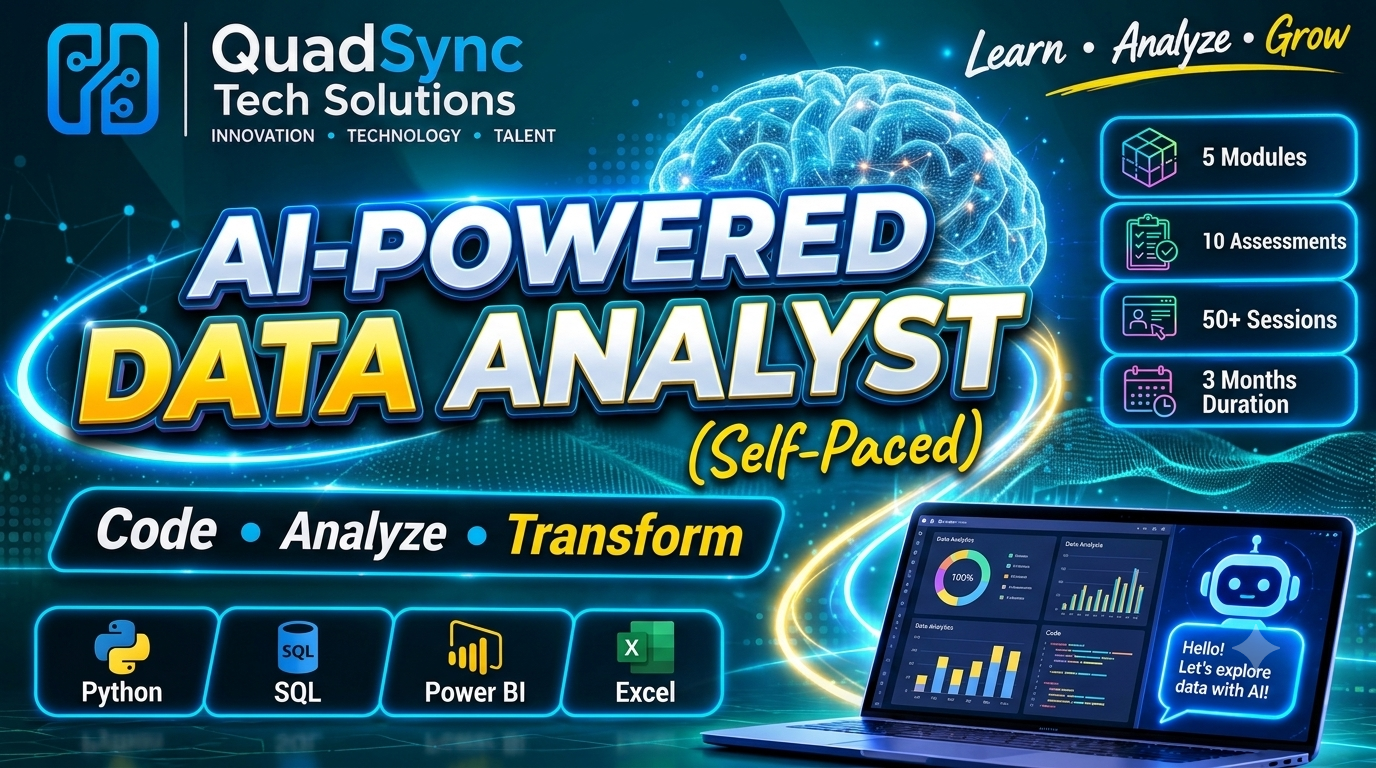 QuadSync
Tech Solutions
INNOVATION • TECHNOLOGY • TALENT
Learn • Analyze • Grow
5 Modules
10 Assessments
50+ Sessions
3 Months
Duration
AI-POWERED
DATA ANALYST
(Self-Paced)
Code • Analyze • Transform
Python
SQL
SQL
Power BI
X
Excel
Data Analytics
100%
Data Analysis
Data Analytics
Code
Hello!
Let's explore
data with AI!